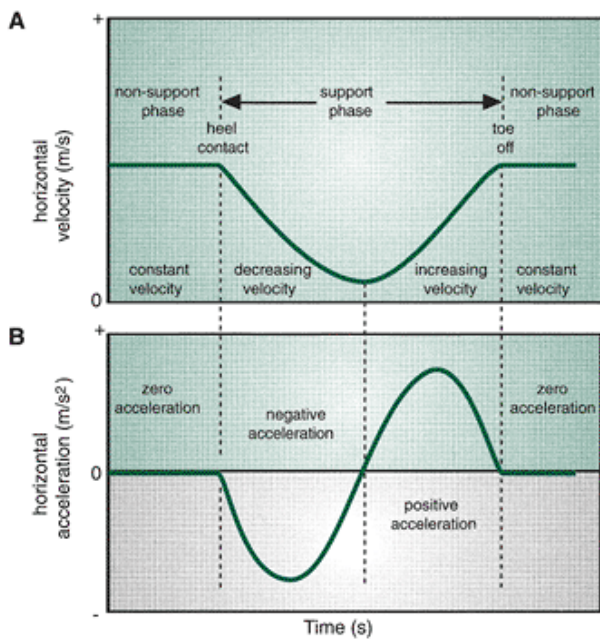 A
+
non-support
phase
support
phase
non-support
phase
heel
contact
toe
off
horizontal
velocity (m/s)
constant
velocity
decreasing
velocity
increasing
velocity
constant
velocity
0
B
+
zero
acceleration
negative
acceleration
zero
acceleration
horizontal
acceleration (m/s²)
0
positive
acceleration
-
Time (s)